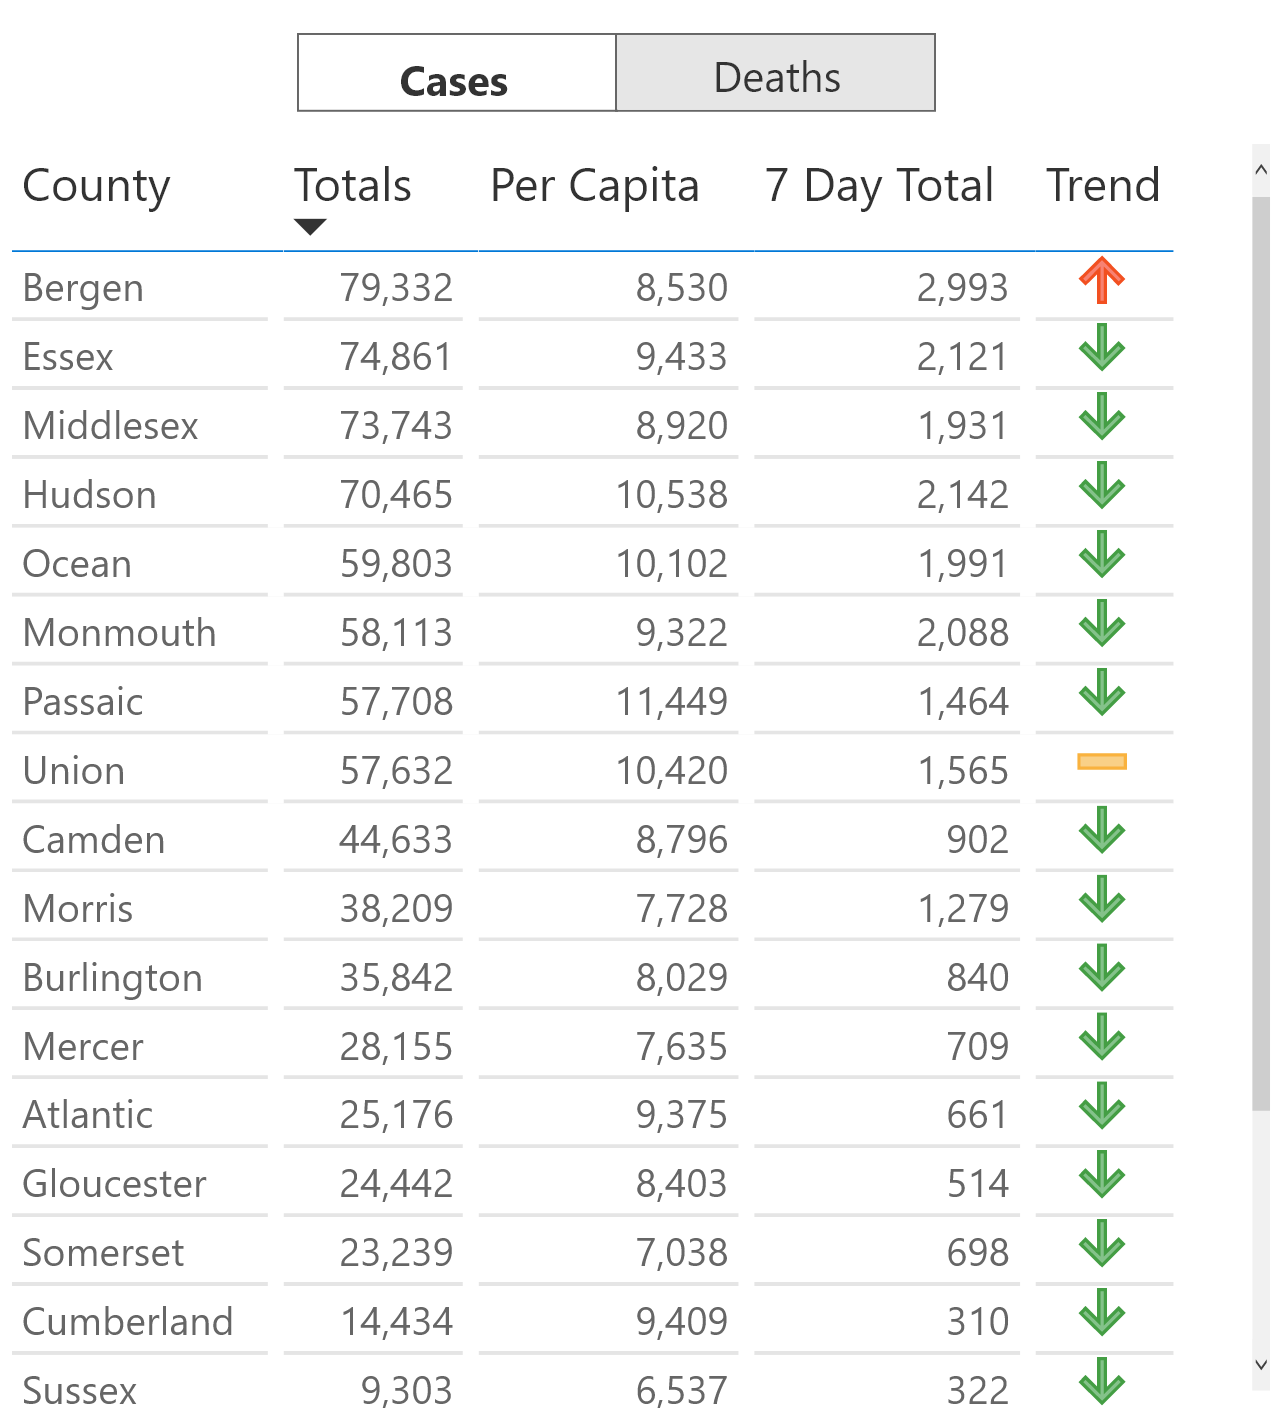 Cases Deaths
County Totals Per Capita 7 Day Total Trend
Bergen 79,332 8,530 2,993
Essex 74,861 9,433 2,121
Middlesex 73,743 8,920 1,931
Hudson 70,465 10,538 2,142
Ocean 59,803 10,102 1,991
Monmouth 58,113 9,322 2,088
Passaic 57,708 11,449 1,464
Union 57,632 10,420 1,565
Camden 44,633 8,796 902
Morris 38,209 7,728 1,279
Burlington 35,842 8,029 840
Mercer 28,155 7,635 709
Atlantic 25,176 9,375 661
Gloucester 24,442 8,403 514
Somerset 23,239 7,038 698
Cumberland 14,434 9,409 310
Sussex 9,303 6,537 322